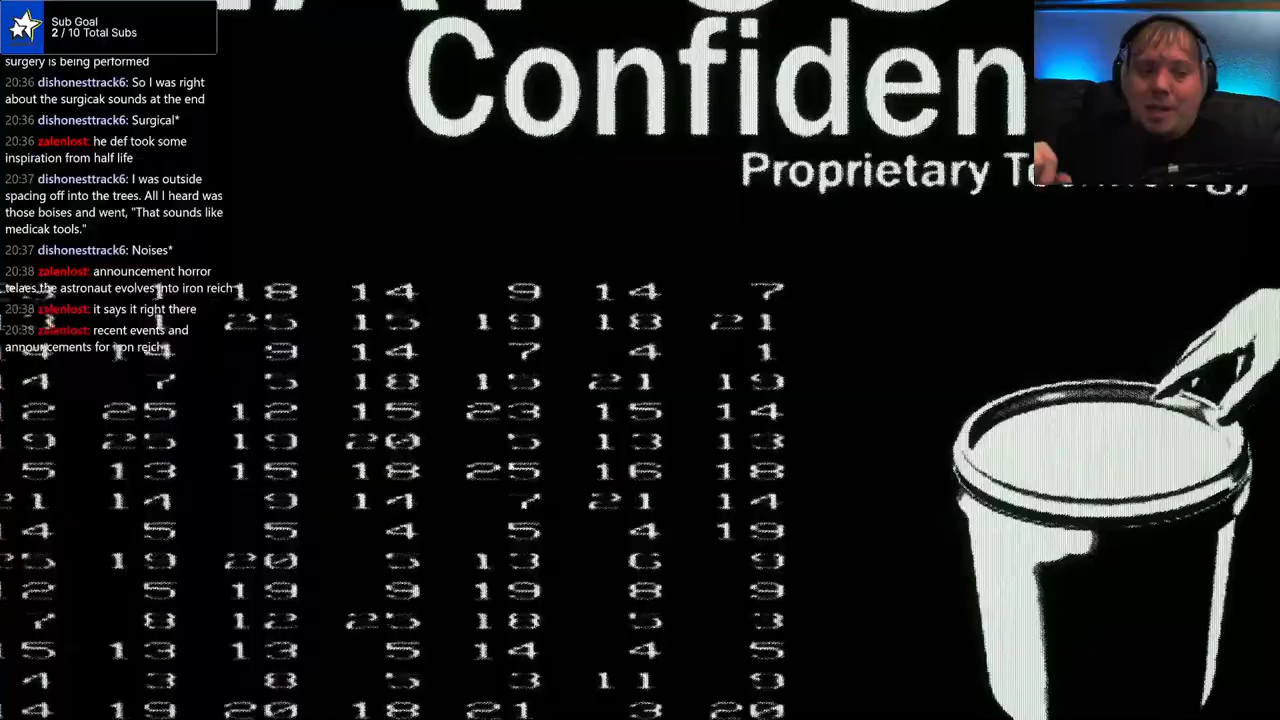 Sub Goal
2 / 10 Total Subs
surgery is being performed
20:36 dishonesttrack6: So I was right
about the surgicak sounds at the end
20:36 dishonesttrack6: Surgical*
20:36 zalenlost: he def took some
inspiration from half life
20:37 dishonesttrack6: I was outside
spacing off into the trees. All I heard was
those boises and went, "That sounds like
medicak tools."
20:37 dishonesttrack6: Noises*
20:38 zalenlost: announcement horror
telaes the astronaut evolves into iron reich
20:38 zalenlost: it says it right there
20:38 zalenlost: recent events and
announcements for iron reich
Confiden
Proprietary
1 18 14 9 14 7
1 25 15 19 18 21
14 9 14 7 4 1
4 7 5 18 15 21 19
2 25 12 15 23 15 14
9 25 19 20 5 13 13
5 13 15 18 25 16 18
21 14 9 14 7 21 14
4 5 5 4 5 4 19
25 19 20 5 13 6 9
2 5 19 9 19 8 9
7 8 12 25 18 5 3
5 13 13 5 14 4 5
4 3 8 5 3 11 9
4 19 20 18 21 3 20